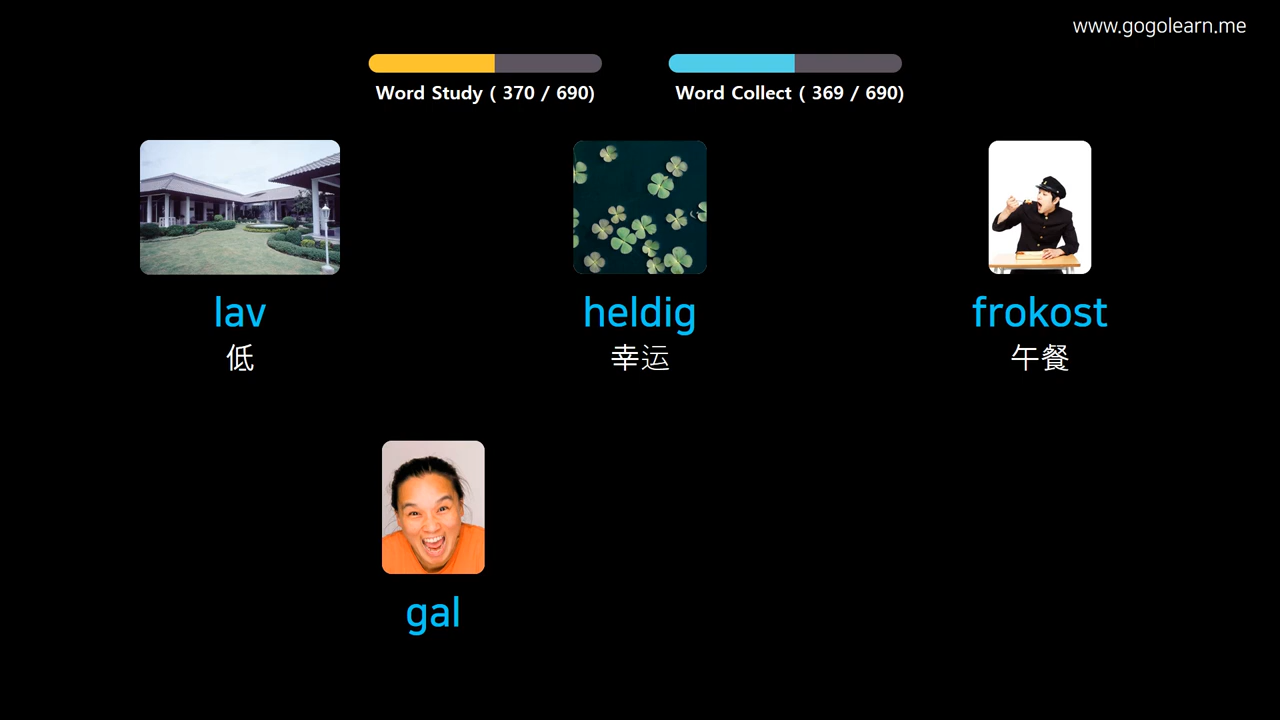 www.gogolearn.me
Word Study ( 370 / 690)
Word Collect ( 369 / 690)
lav
低
heldig
幸运
frokost
午餐
gal